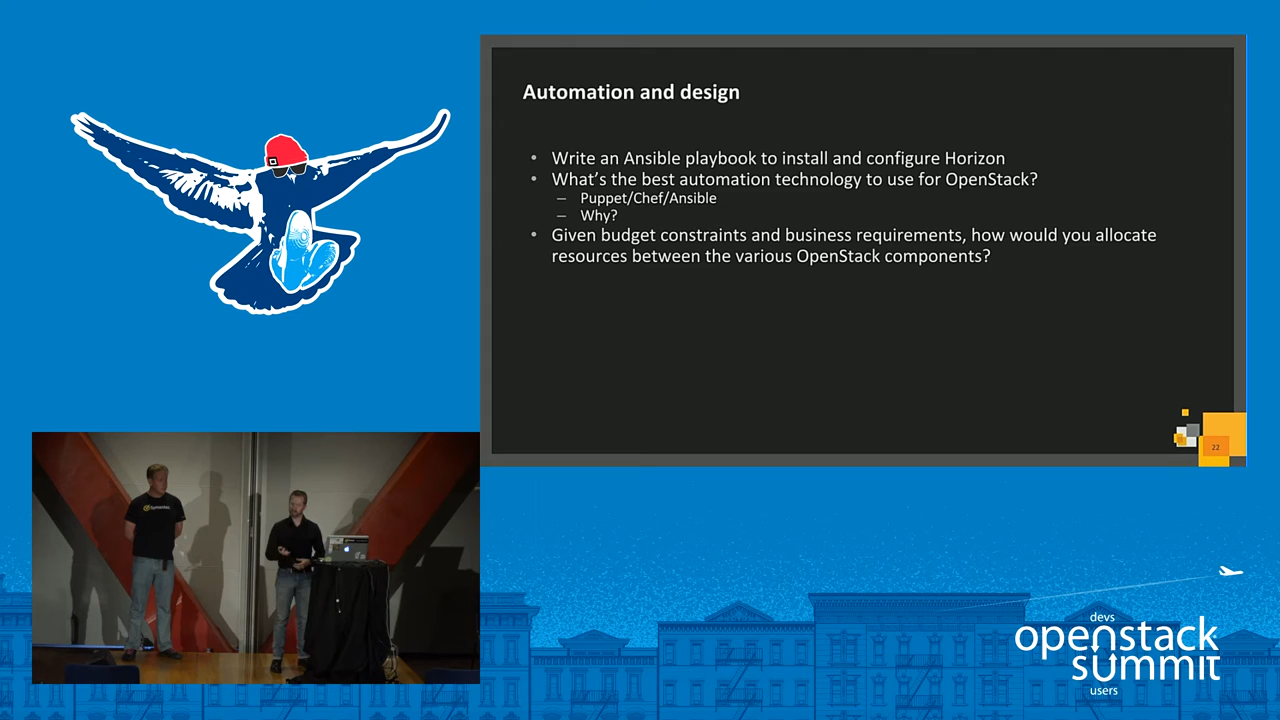 Automation and design
• Write an Ansible playbook to install and configure Horizon
• What's the best automation technology to use for OpenStack?
– Puppet/Chef/Ansible
– Why?
• Given budget constraints and business requirements, how would you allocate
resources between the various OpenStack components?
22
Symantec
devs
openstack
summit
users